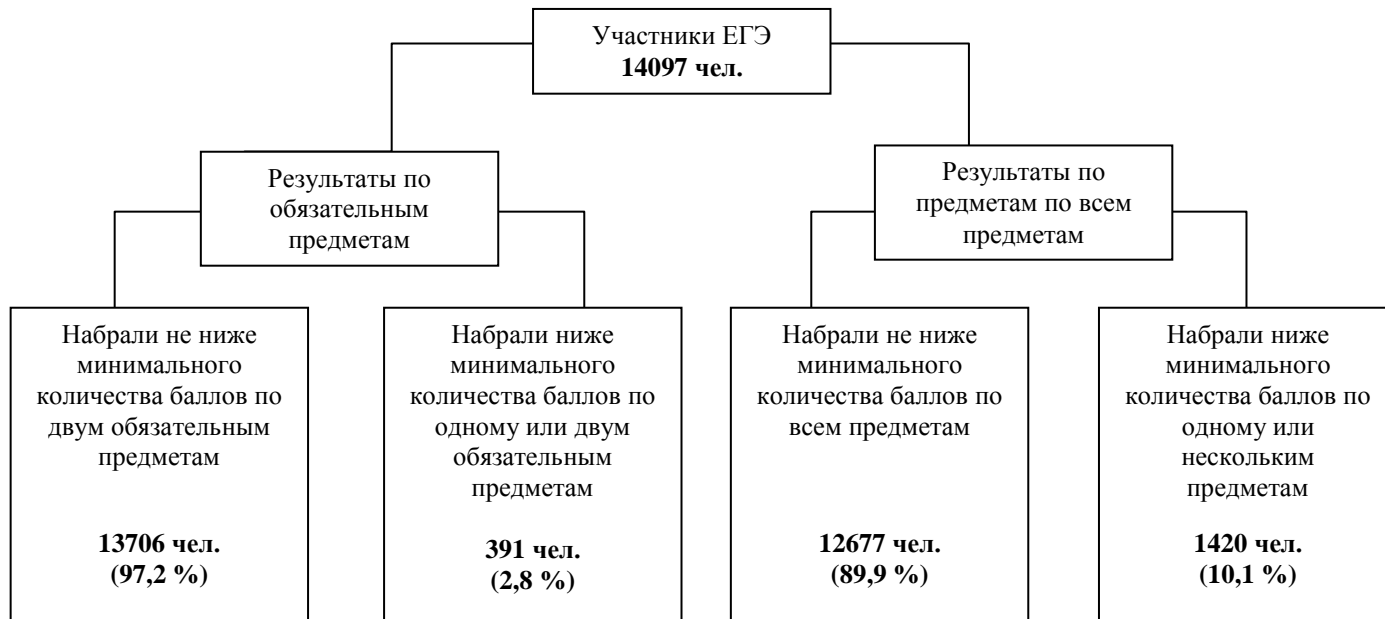 Участники ЕГЭ
14097 чел.
Результаты по
обязательным
предметам
Результаты по
предметам по всем
предметам
Набрали не ниже
минимального
количества баллов по
двум обязательным
предметам
13706 чел.
(97,2 %)
Набрали ниже
минимального
количества баллов по
одному или двум
обязательным
предметам
391 чел.
(2,8 %)
Набрали не ниже
минимального
количества баллов по
всем предметам
12677 чел.
(89,9 %)
Набрали ниже
минимального
количества баллов по
одному или
нескольким
предметам
1420 чел.
(10,1 %)